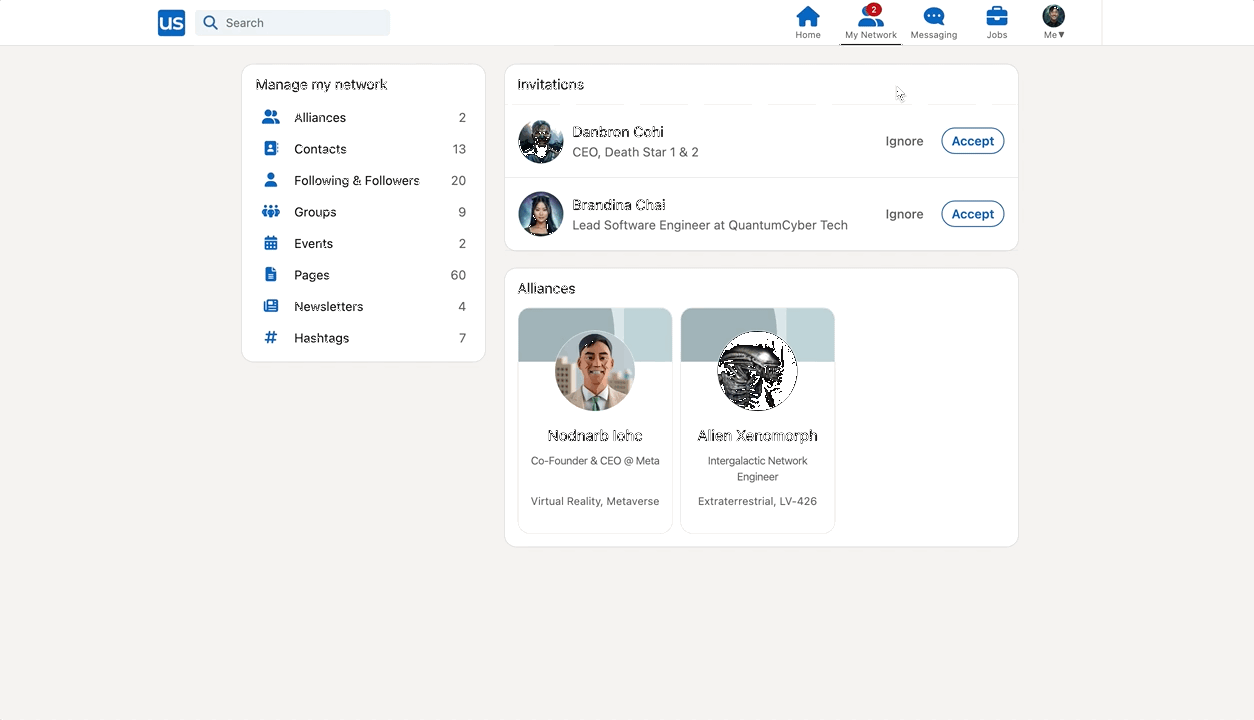 us
Search
2
Home
My Network
Messaging
Jobs
Me▼
Manage my network
Alliances 2
Contacts 13
Following & Followers 20
Groups 9
Events 2
Pages 60
Newsletters 4
# Hashtags 7
Invitations
Danbron Cohi
CEO, Death Star 1 & 2
Ignore
Accept
Brandina Chai
Lead Software Engineer at QuantumCyber Tech
Ignore
Accept
Alliances
Nodnarb Iohc
Co-Founder & CEO @ Meta
Virtual Reality, Metaverse
Alien Xenomorph
Intergalactic Network
Engineer
Extraterrestrial, LV-426